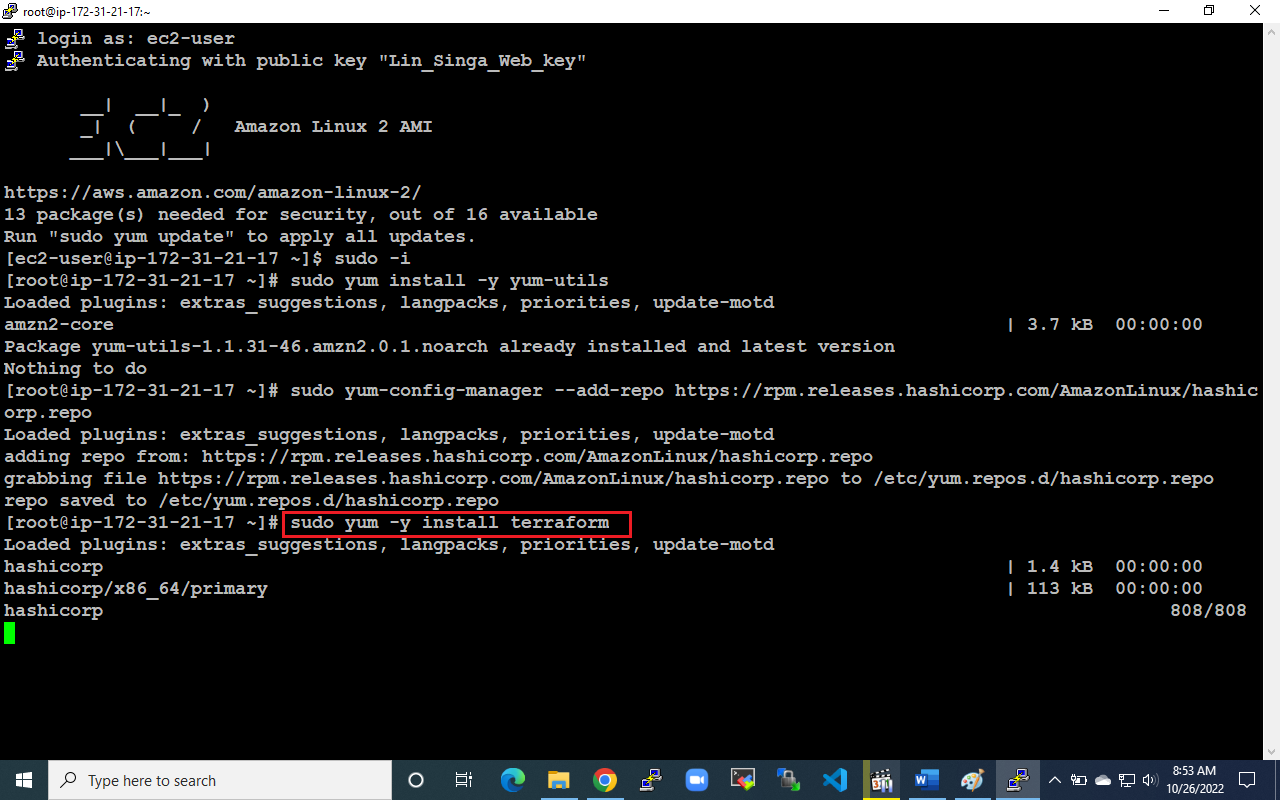 root@ip-172-31-21-17:~
login as: ec2-user
Authenticating with public key "Lin_Singa_Web_key"
__|  __|_  )
_|  (     /   Amazon Linux 2 AMI
___|\___|___|
https://aws.amazon.com/amazon-linux-2/
13 package(s) needed for security, out of 16 available
Run "sudo yum update" to apply all updates.
[ec2-user@ip-172-31-21-17 ~]$ sudo -i
[root@ip-172-31-21-17 ~]# sudo yum install -y yum-utils
Loaded plugins: extras_suggestions, langpacks, priorities, update-motd
amzn2-core | 3.7 kB  00:00:00
Package yum-utils-1.1.31-46.amzn2.0.1.noarch already installed and latest version
Nothing to do
[root@ip-172-31-21-17 ~]# sudo yum-config-manager --add-repo https://rpm.releases.hashicorp.com/AmazonLinux/hashic
orp.repo
Loaded plugins: extras_suggestions, langpacks, priorities, update-motd
adding repo from: https://rpm.releases.hashicorp.com/AmazonLinux/hashicorp.repo
grabbing file https://rpm.releases.hashicorp.com/AmazonLinux/hashicorp.repo to /etc/yum.repos.d/hashicorp.repo
repo saved to /etc/yum.repos.d/hashicorp.repo
[root@ip-172-31-21-17 ~]# sudo yum -y install terraform
Loaded plugins: extras_suggestions, langpacks, priorities, update-motd
hashicorp | 1.4 kB  00:00:00
hashicorp/x86_64/primary | 113 kB  00:00:00
hashicorp 808/808
Type here to search
8:53 AM
10/26/2022